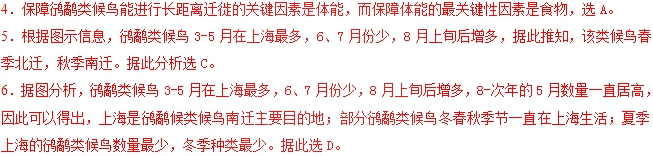 4．保障鸻鹬类候鸟能进行长距离迁徙的关键因素是体能，而保障体能的最关键性因素是食物，选 A。
5．根据图示信息，鸻鹬类候鸟 3-5 月在上海最多，6、7 月份少，8 月上旬后增多，据此推知，该类候鸟春
季北迁，秋季南迁。据此分析选 C。
6．据图分析，鸻鹬类候鸟 3-5 月在上海最多，6、7 月份少，8 月上旬后增多，8-次年的 5 月数量一直居高，
因此可以得出，上海是鸻鹬候类候鸟南迁主要目的地；部分鸻鹬类候鸟冬春秋季节一直在上海生活；夏季
上海的鸻鹬类候鸟数量最少，冬季种类最少。据此选 D。